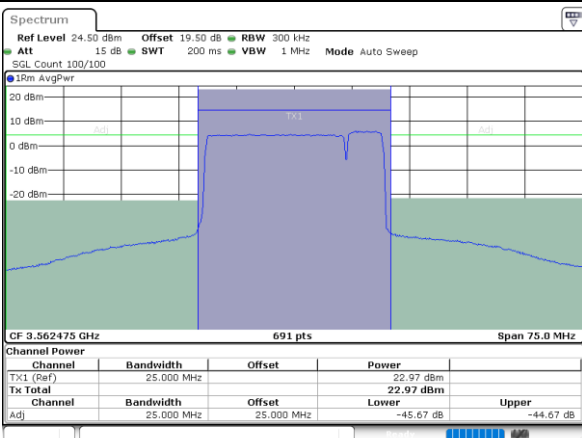 Spectrum
Ref Level 24.50 dBm Offset 19.50 dB RBW 300 kHz
Att 15 dB SWT 200 ms VBW 1 MHz Mode Auto Sweep
SGL Count 100/100
1Rm AvgPwr
20 dBm
TX1
10 dBm
Adj Adj
0 dBm
-10 dBm
-20 dBm
CF 3.562475 GHz 691 pts Span 75.0 MHz
Channel Power
Channel Bandwidth Offset Power
TX1 (Ref) 25.000 MHz 22.97 dBm
Tx Total 22.97 dBm
Channel Bandwidth Offset Lower Upper
Adj 25.000 MHz 25.000 MHz -45.67 dB -44.67 dB